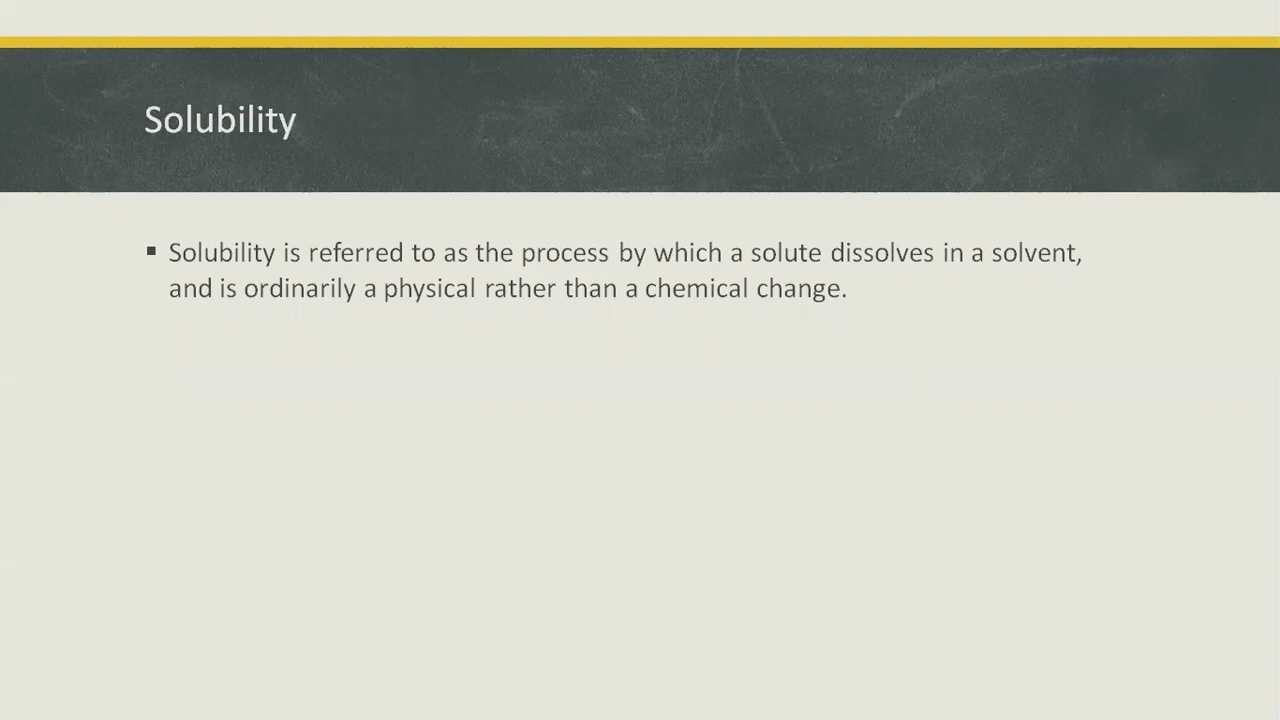 Solubility
▪ Solubility is referred to as the process by which a solute dissolves in a solvent,
and is ordinarily a physical rather than a chemical change.